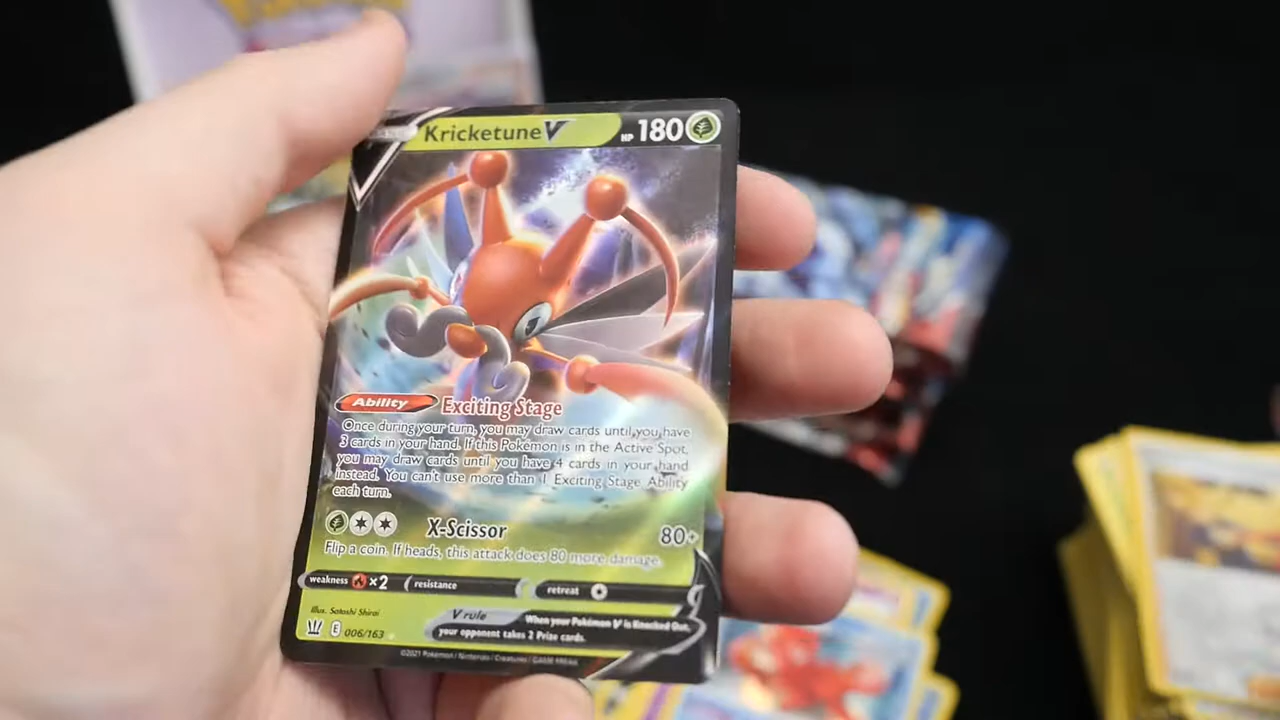 Kricketune V HP 180
Ability Exciting Stage
Once during your turn, you may draw cards until you have
3 cards in your hand. If this Pokémon is in the Active Spot,
you may draw cards until you have 4 cards in your hand
instead. You can't use more than 1 Exciting Stage Ability
each turn.
X-Scissor 80+
Flip a coin. If heads, this attack does 80 more damage.
weakness ×2 resistance retreat
Illus. Satoshi Shirai
V rule When your Pokémon V is Knocked Out,
your opponent takes 2 Prize cards.
E 006/163
©2021 Pokémon / Nintendo / Creatures / GAME FREAK